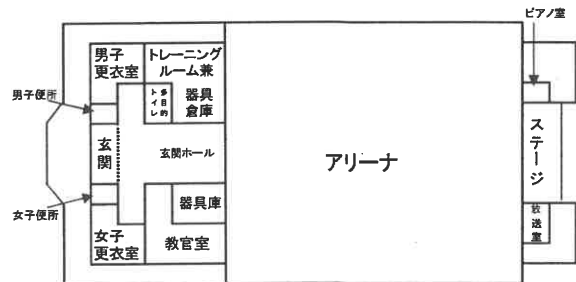 ピアノ室
男子
更衣室
トレーニング
ルーム兼
器具
倉庫
多目的
トイレ
男子便所
玄関
玄関ホール
アリーナ
ステージ
女子便所
器具庫
放送室
女子
更衣室
教官室